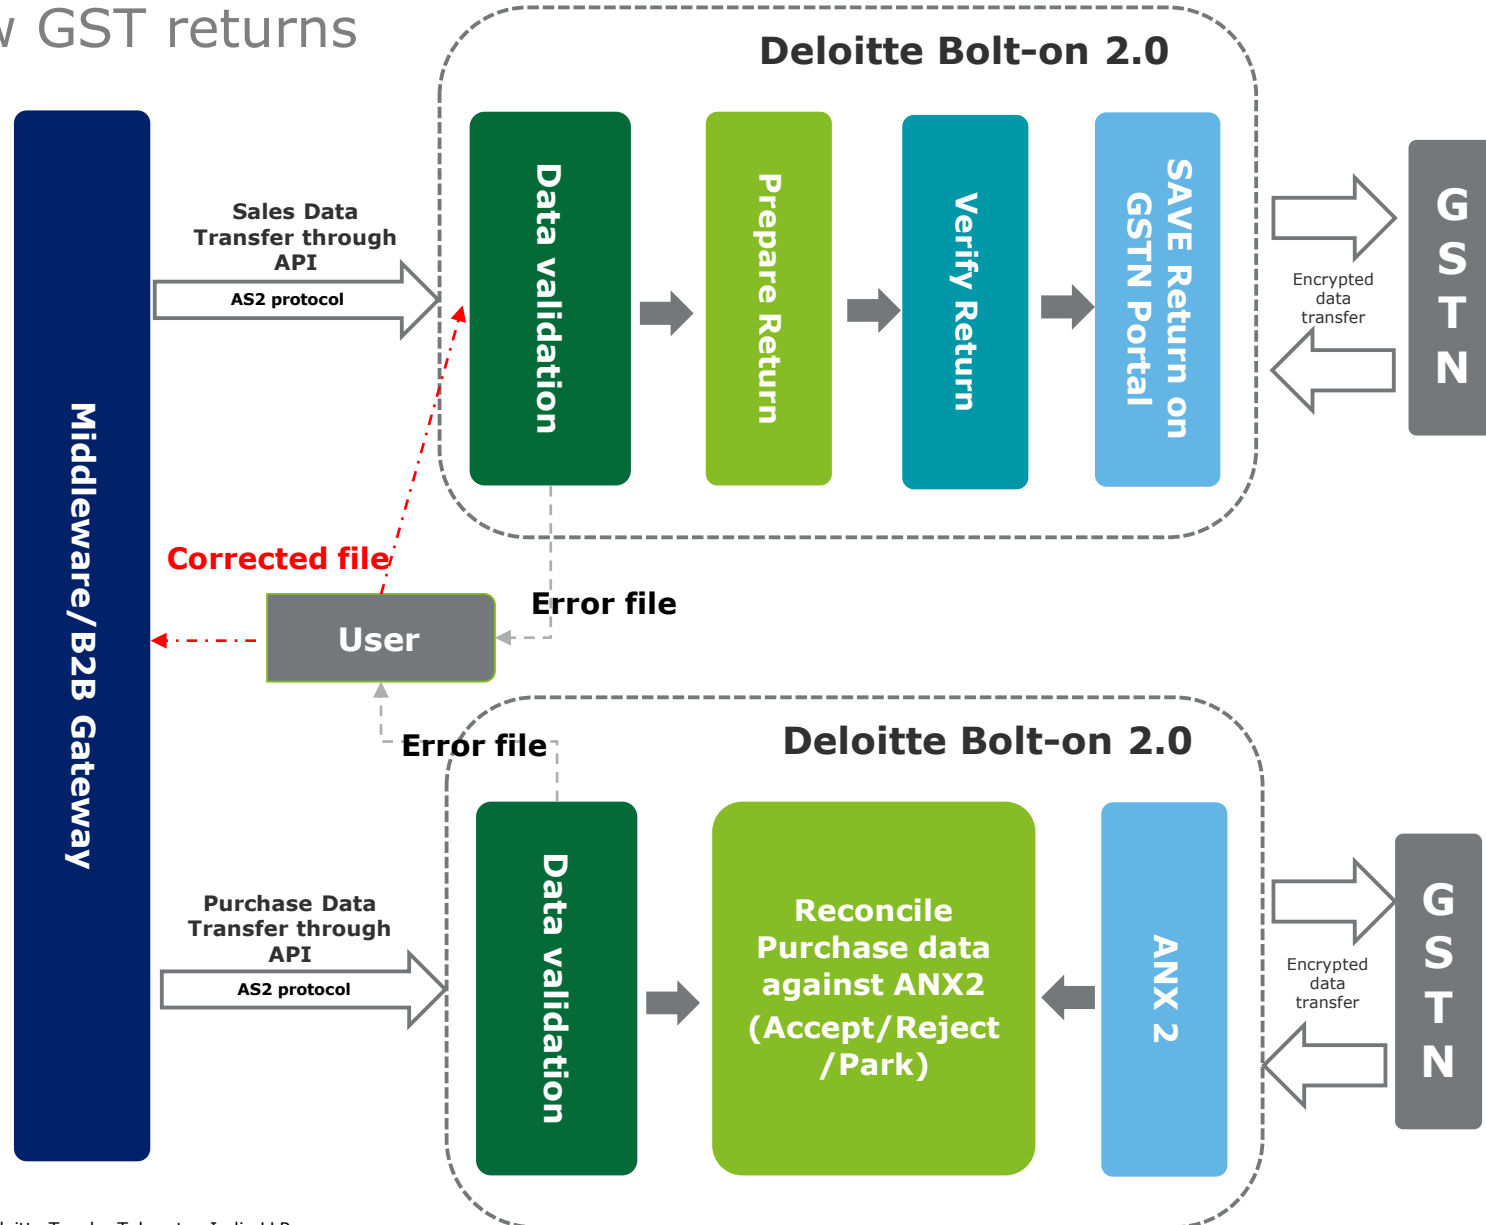 GST returns
Deloitte Bolt-on 2.0
Middleware/B2B Gateway
Sales Data
Transfer through
API
AS2 protocol
Data validation
Prepare Return
Verify Return
SAVE Return on
GSTN Portal
Encrypted
data
transfer
G
S
T
N
Corrected file
Error file
User
Error file
Deloitte Bolt-on 2.0
Purchase Data
Transfer through
API
AS2 protocol
Data validation
Reconcile
Purchase data
against ANX2
(Accept/Reject
/Park)
ANX 2
Encrypted
data
transfer
G
S
T
N